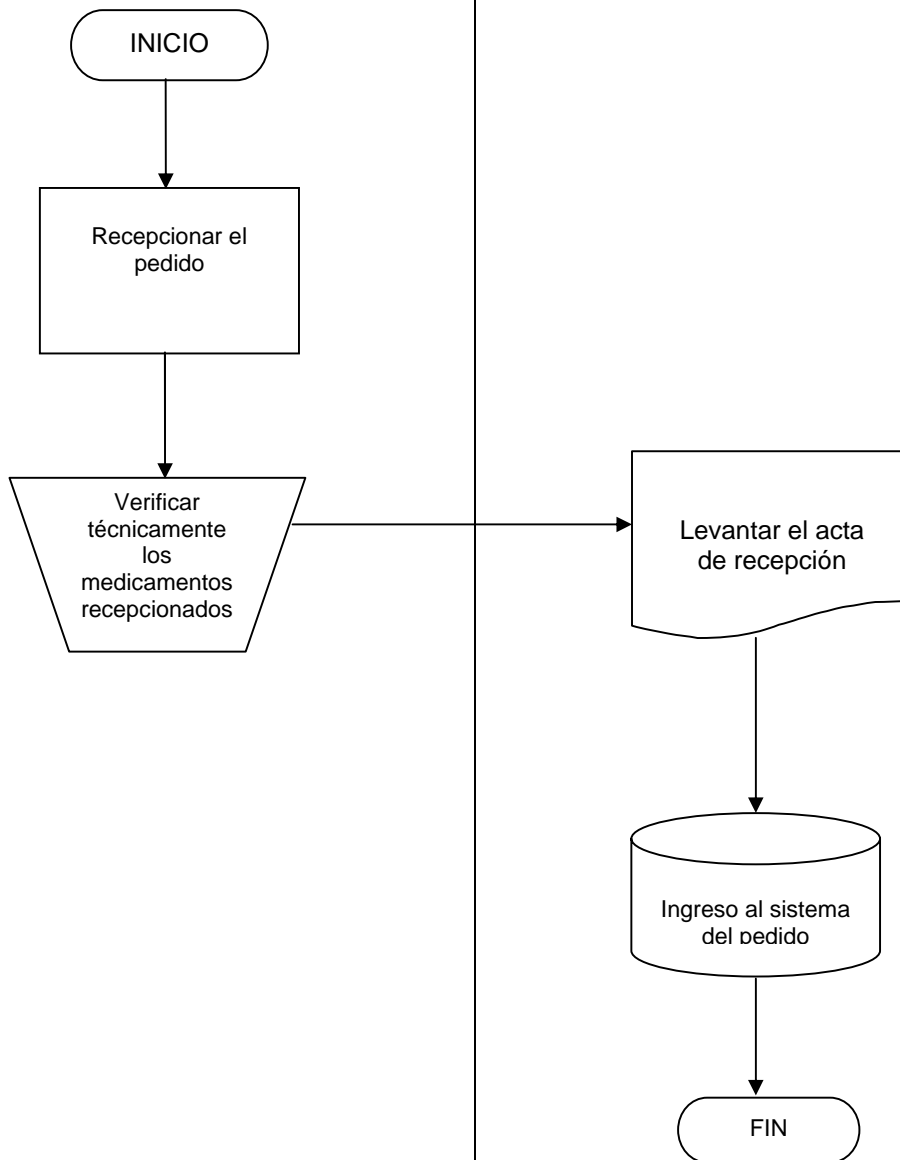 INICIO
Recepcionar el
pedido
Verificar
técnicamente
los
medicamentos
recepcionados
Levantar el acta
de recepción
Ingreso al sistema
del pedido
FIN